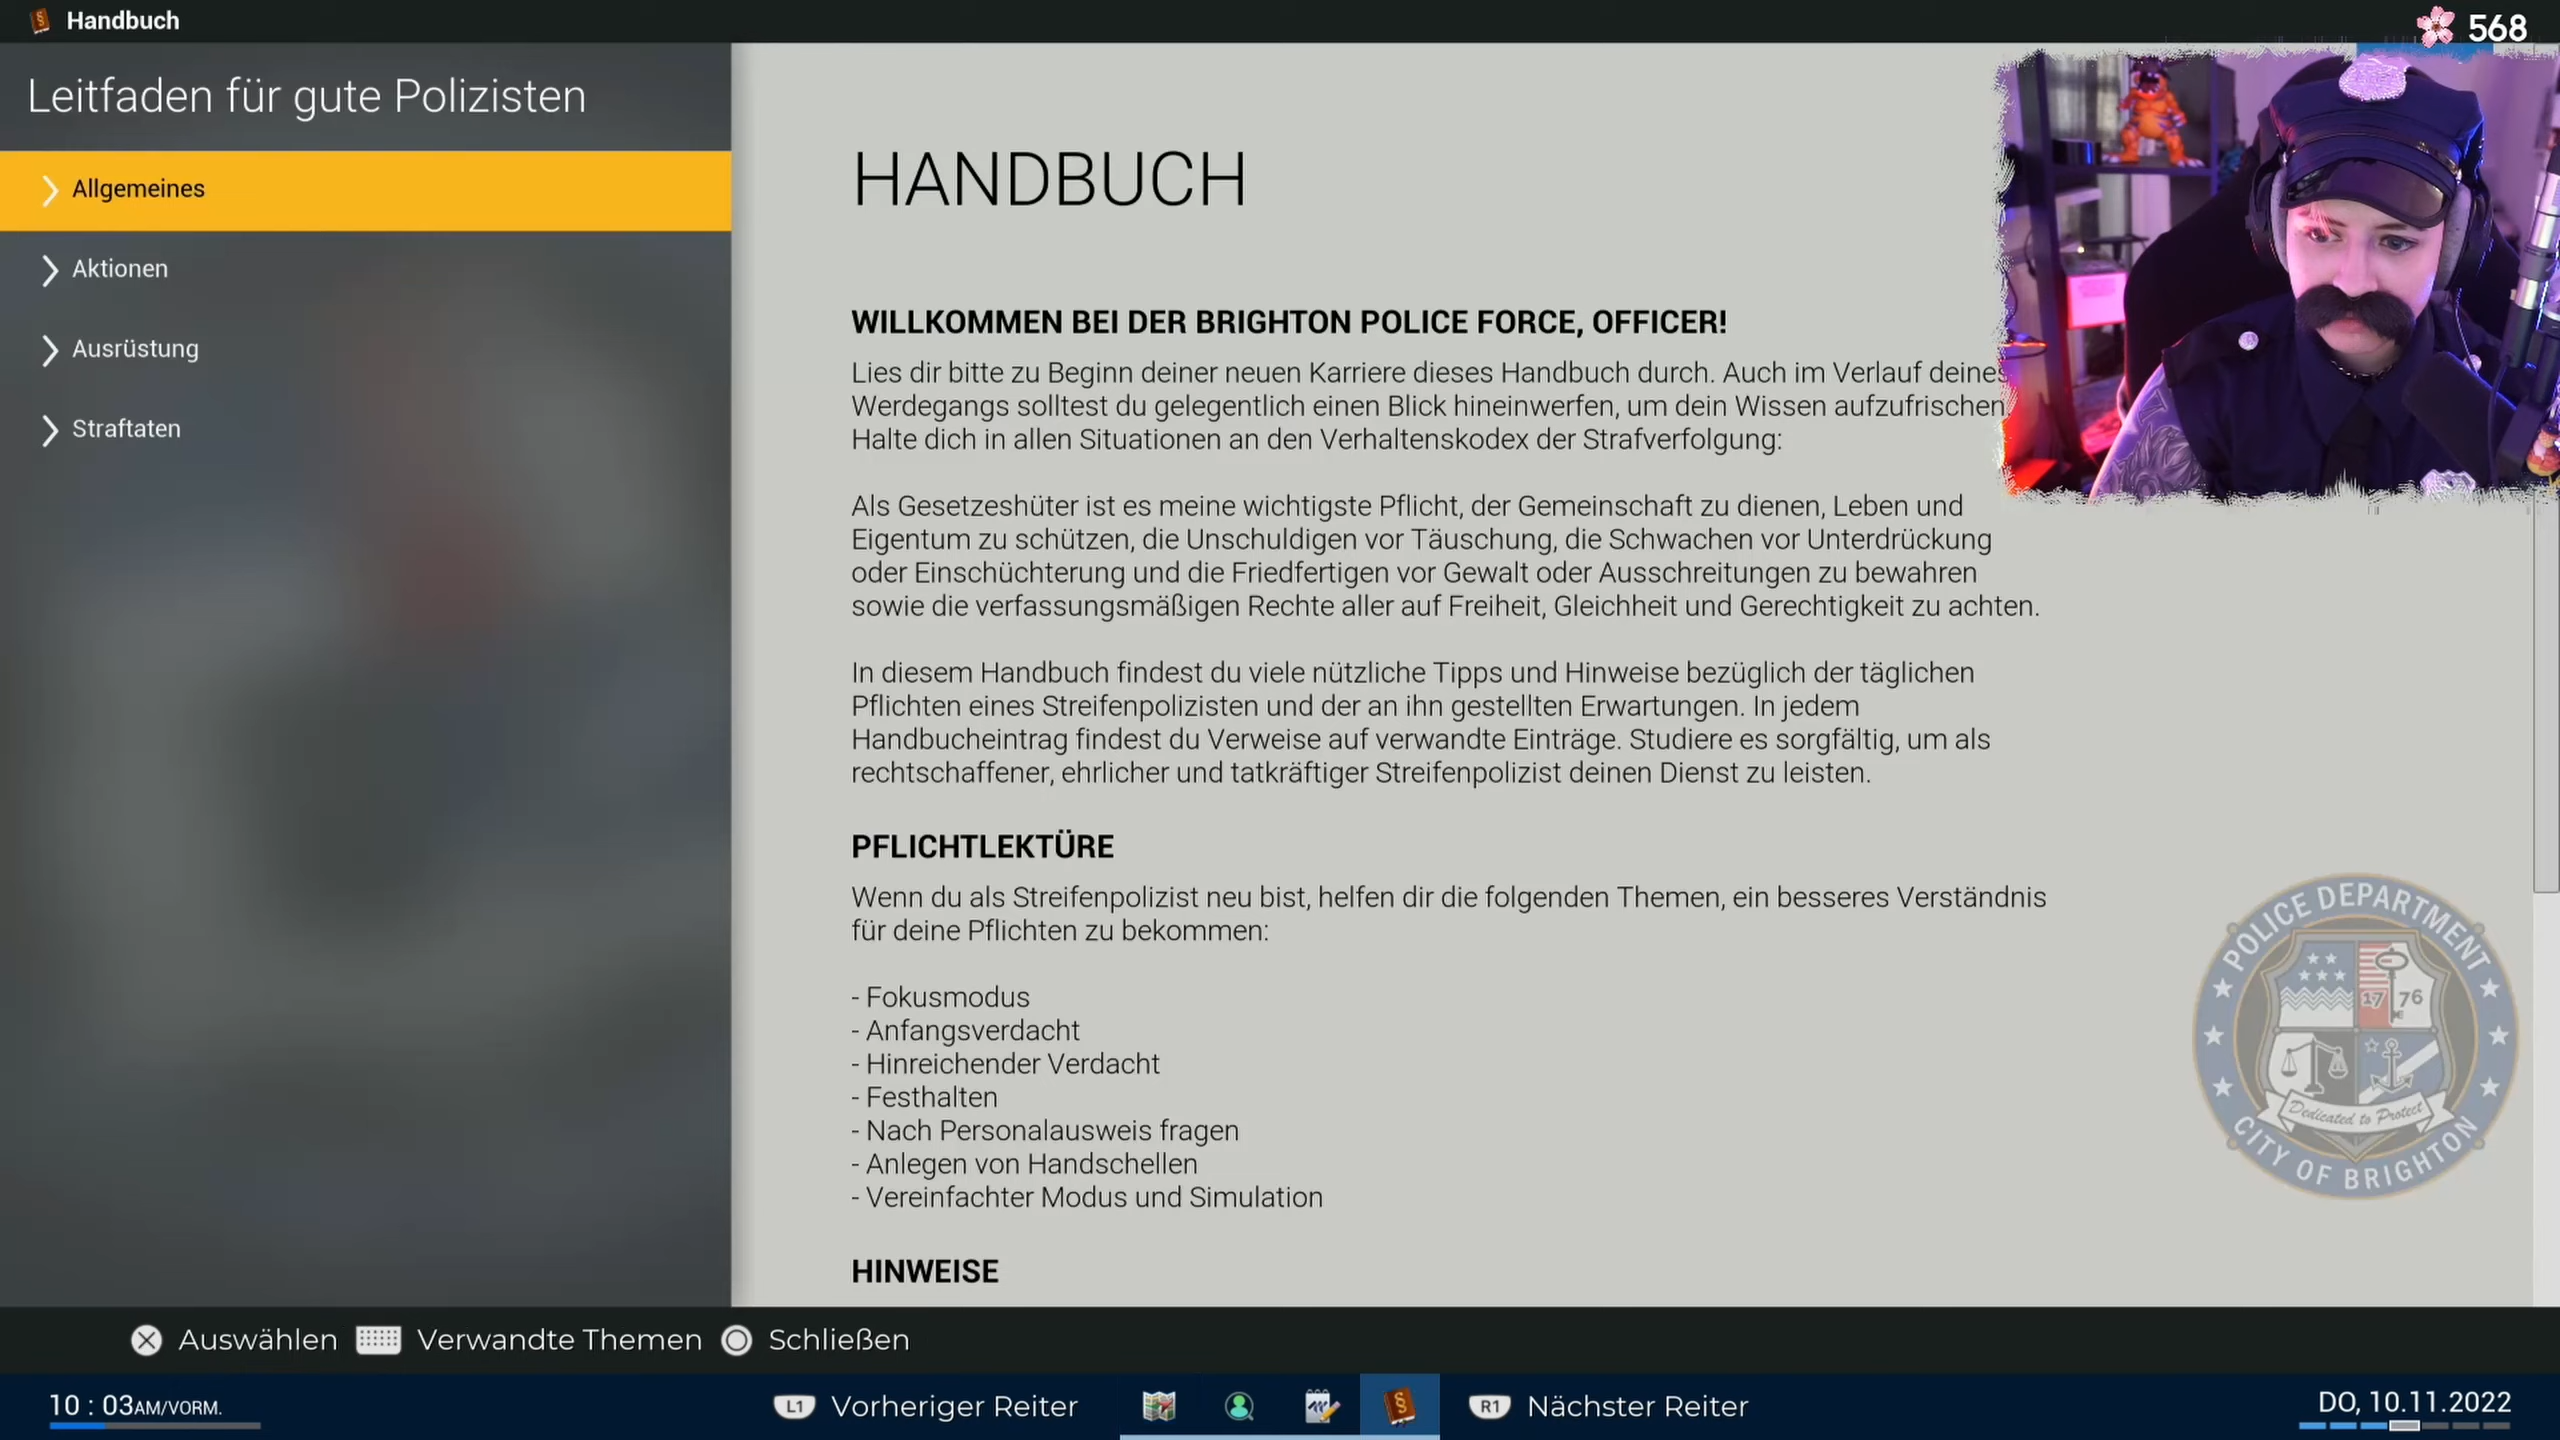 Handbuch
568
Leitfaden für gute Polizisten
Allgemeines
Aktionen
Ausrüstung
Straftaten
HANDBUCH
WILLKOMMEN BEI DER BRIGHTON POLICE FORCE, OFFICER!
Lies dir bitte zu Beginn deiner neuen Karriere dieses Handbuch durch. Auch im Verlauf deines
Werdegangs solltest du gelegentlich einen Blick hineinwerfen, um dein Wissen aufzufrischen
Halte dich in allen Situationen an den Verhaltenskodex der Strafverfolgung:
Als Gesetzeshüter ist es meine wichtigste Pflicht, der Gemeinschaft zu dienen, Leben und
Eigentum zu schützen, die Unschuldigen vor Täuschung, die Schwachen vor Unterdrückung
oder Einschüchterung und die Friedfertigen vor Gewalt oder Ausschreitungen zu bewahren
sowie die verfassungsmäßigen Rechte aller auf Freiheit, Gleichheit und Gerechtigkeit zu achten.
In diesem Handbuch findest du viele nützliche Tipps und Hinweise bezüglich der täglichen
Pflichten eines Streifenpolizisten und der an ihn gestellten Erwartungen. In jedem
Handbucheintrag findest du Verweise auf verwandte Einträge. Studiere es sorgfältig, um als
rechtschaffener, ehrlicher und tatkräftiger Streifenpolizist deinen Dienst zu leisten.
PFLICHTLEKTÜRE
Wenn du als Streifenpolizist neu bist, helfen dir die folgenden Themen, ein besseres Verständnis
für deine Pflichten zu bekommen:
- Fokusmodus
- Anfangsverdacht
- Hinreichender Verdacht
- Festhalten
- Nach Personalausweis fragen
- Anlegen von Handschellen
- Vereinfachter Modus und Simulation
HINWEISE
POLICE DEPARTMENT
17 76
Dedicated to Protect
CITY OF BRIGHTON
Auswählen Verwandte Themen Schließen
10 : 03 AM/VORM.
L1 Vorheriger Reiter
§
R1 Nächster Reiter
DO, 10.11.2022